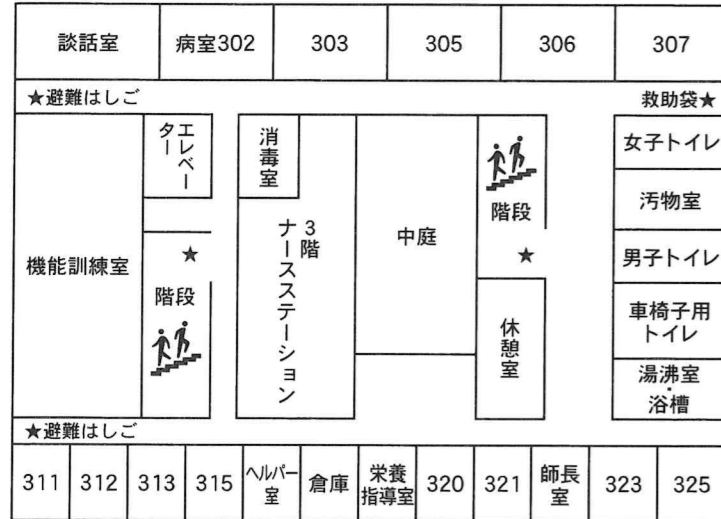 談話室
病室302
303
305
306
307
★避難はしご
救助袋★
機能訓練室
エレベー
ター
消毒室
3階
ナースステーション
中庭
階段
★
女子トイレ
汚物室
男子トイレ
車椅子用
トイレ
湯沸室
・
浴槽
★
階段
休憩室
★避難はしご
311
312
313
315
ヘルパー
室
倉庫
栄養
指導室
320
321
師長
室
323
325